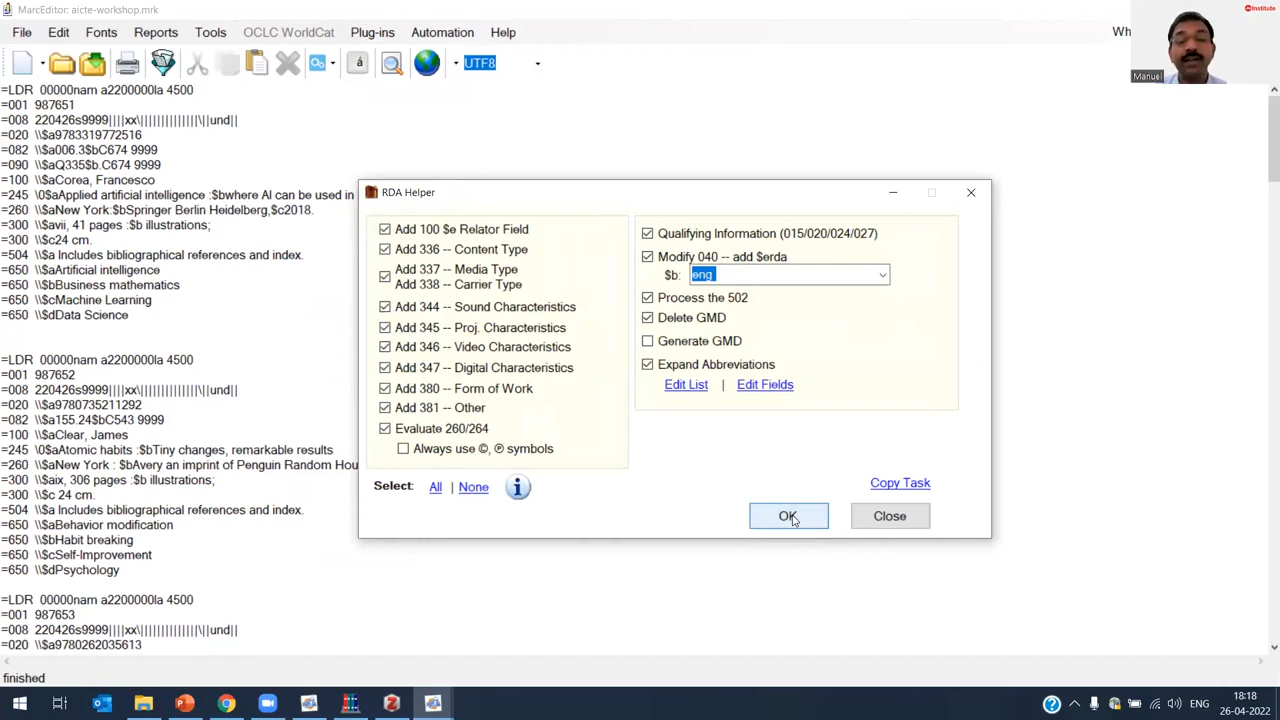 MarcEditor: aicte-workshop.mrk
Institute
File Edit Fonts Reports Tools OCLC WorldCat Plug-ins Automation Help
Wh
Manuel
á UTF8
=LDR 00000nam a2200000la 4500
=001 987651
=008 220426s9999||||xx\||||||||||||||\||und||
=020 \\$a9783319772516
=082 \\$a006.3$bC674 9999
=090 \\$aQ335$b.C674 9999
=100 \\$aCorea, Francesco
=245 \0$aApplied artificial intelligence :$bwhere AI can be used in
=260 \\$aNew York:$bSpringer Berlin Heidelberg,$c2018.
=300 \\$avii, 41 pages :$b illustrations;
=300 \\$c24 cm.
=504 \\$a Includes bibliographical references and index.
=650 \\$aArtificial intelligence
=650 \\$bBusiness mathematics
=650 \\$cMachine Learning
=650 \\$dData Science
=LDR 00000nam a2200000la 4500
=001 987652
=008 220426s9999||||xx\||||||||||||||\||und||
=020 \\$a9780735211292
=082 \\$a155.24$bC543 9999
=100 \\$aClear, James
=245 \0$aAtomic habits :$bTiny changes, remarkable results
=260 \\$aNew York : $bAvery an imprint of Penguin Random Hou
=300 \\$aix, 306 pages :$b illustrations;
=300 \\$c 24 cm.
=504 \\$a Includes bibliographical references and index.
=650 \\$aBehavior modification
=650 \\$bHabit breaking
=650 \\$cSelf-Improvement
=650 \\$dPsychology
=LDR 00000nam a2200000la 4500
=001 987653
=008 220426s9999||||xx\||||||||||||||\||und||
=020 \\$a9780262035613
RDA Helper
Add 100 $e Relator Field
Add 336 -- Content Type
Add 337 -- Media Type
Add 338 -- Carrier Type
Add 344 -- Sound Characteristics
Add 345 -- Proj. Characteristics
Add 346 -- Video Characteristics
Add 347 -- Digital Characteristics
Add 380 -- Form of Work
Add 381 -- Other
Evaluate 260/264
Always use ©, ℗ symbols
Select: All | None
Qualifying Information (015/020/024/027)
Modify 040 -- add $erda
$b: eng
Process the 502
Delete GMD
Generate GMD
Expand Abbreviations
Edit List | Edit Fields
Copy Task
OK Close
finished
ENG
18:18
26-04-2022